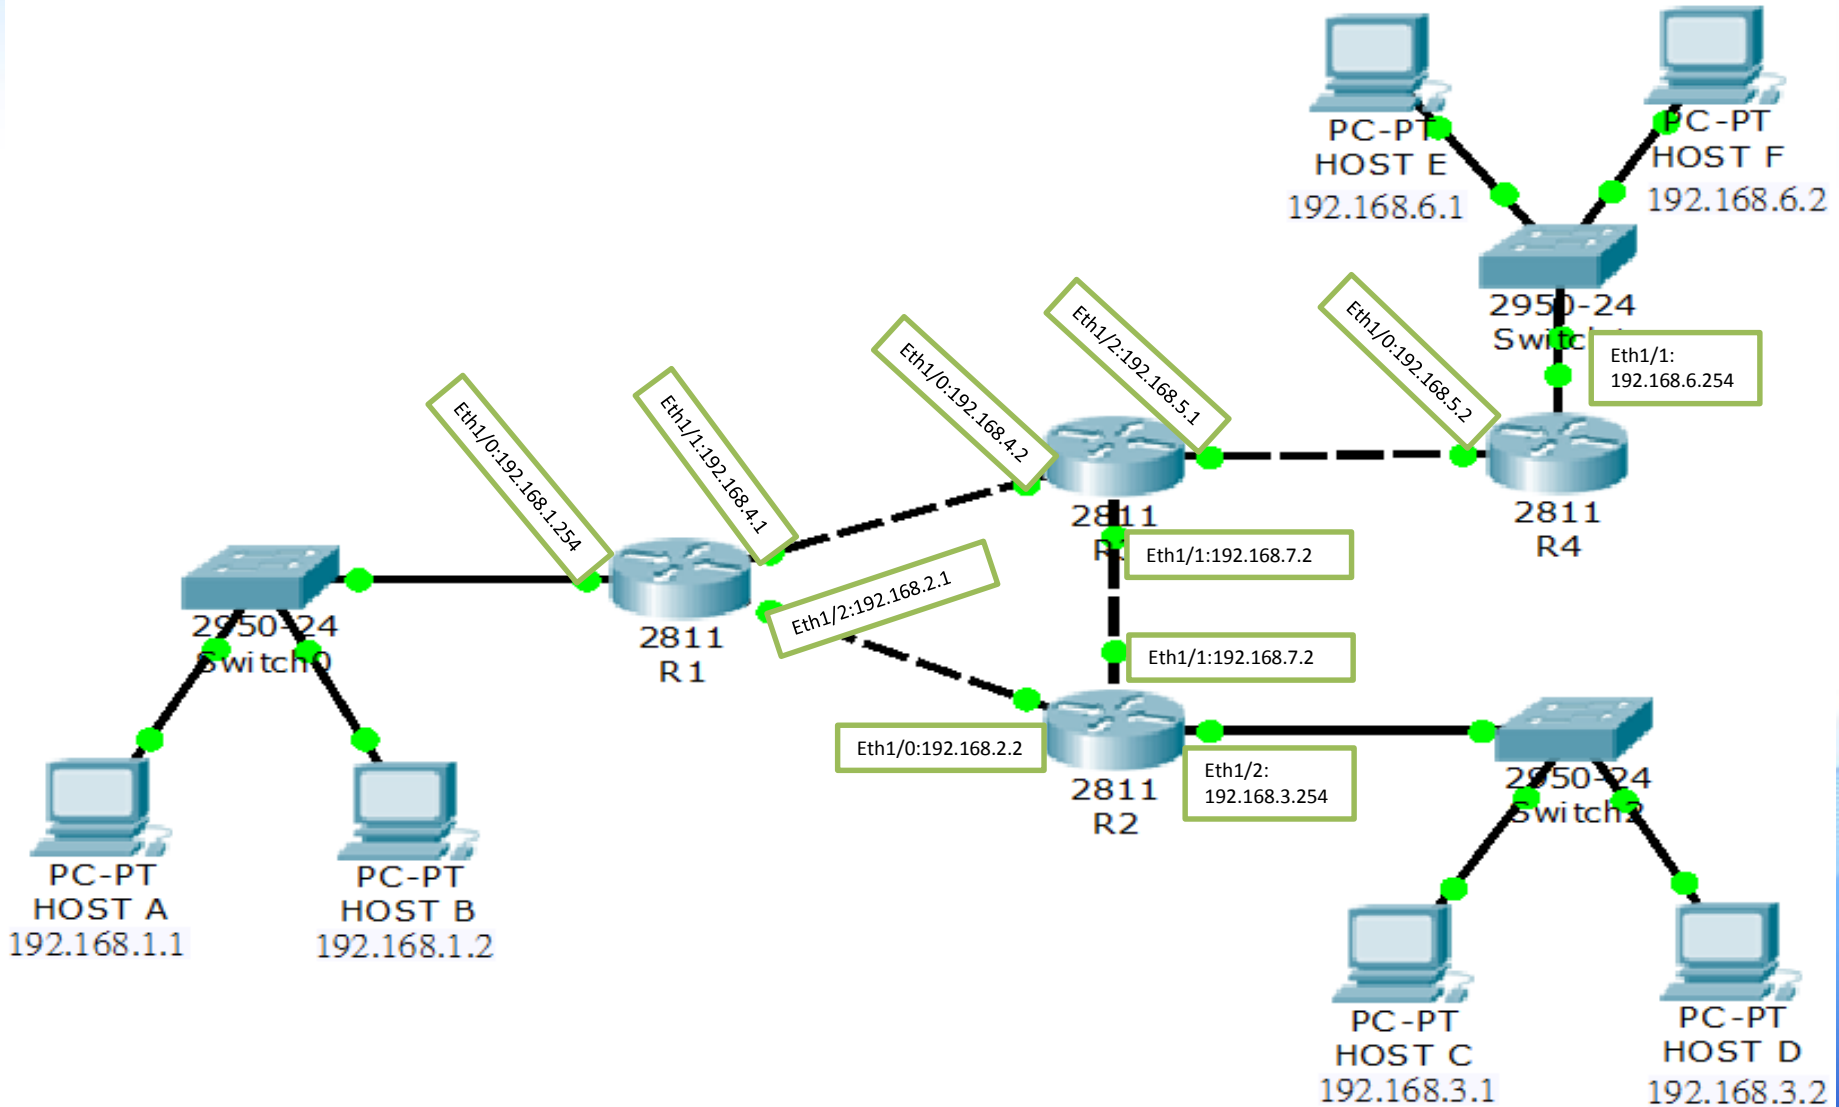 PC-PT
HOST E
192.168.6.1
PC-PT
HOST F
192.168.6.2
2950-24
Eth1/1:
192.168.6.254
Eth1/0:192.168.1.254
Eth1/1:192.168.4.1
Eth1/0:192.168.4.2
Eth1/2:192.168.5.1
Eth1/0:192.168.5.2
2811
2811
R4
Eth1/1:192.168.7.2
Eth1/2:192.168.2.1
2950-24
Switch0
2811
R1
Eth1/1:192.168.7.2
Eth1/0:192.168.2.2
2811
R2
Eth1/2:
192.168.3.254
2950-24
Switch2
PC-PT
HOST A
192.168.1.1
PC-PT
HOST B
192.168.1.2
PC-PT
HOST C
192.168.3.1
PC-PT
HOST D
192.168.3.2